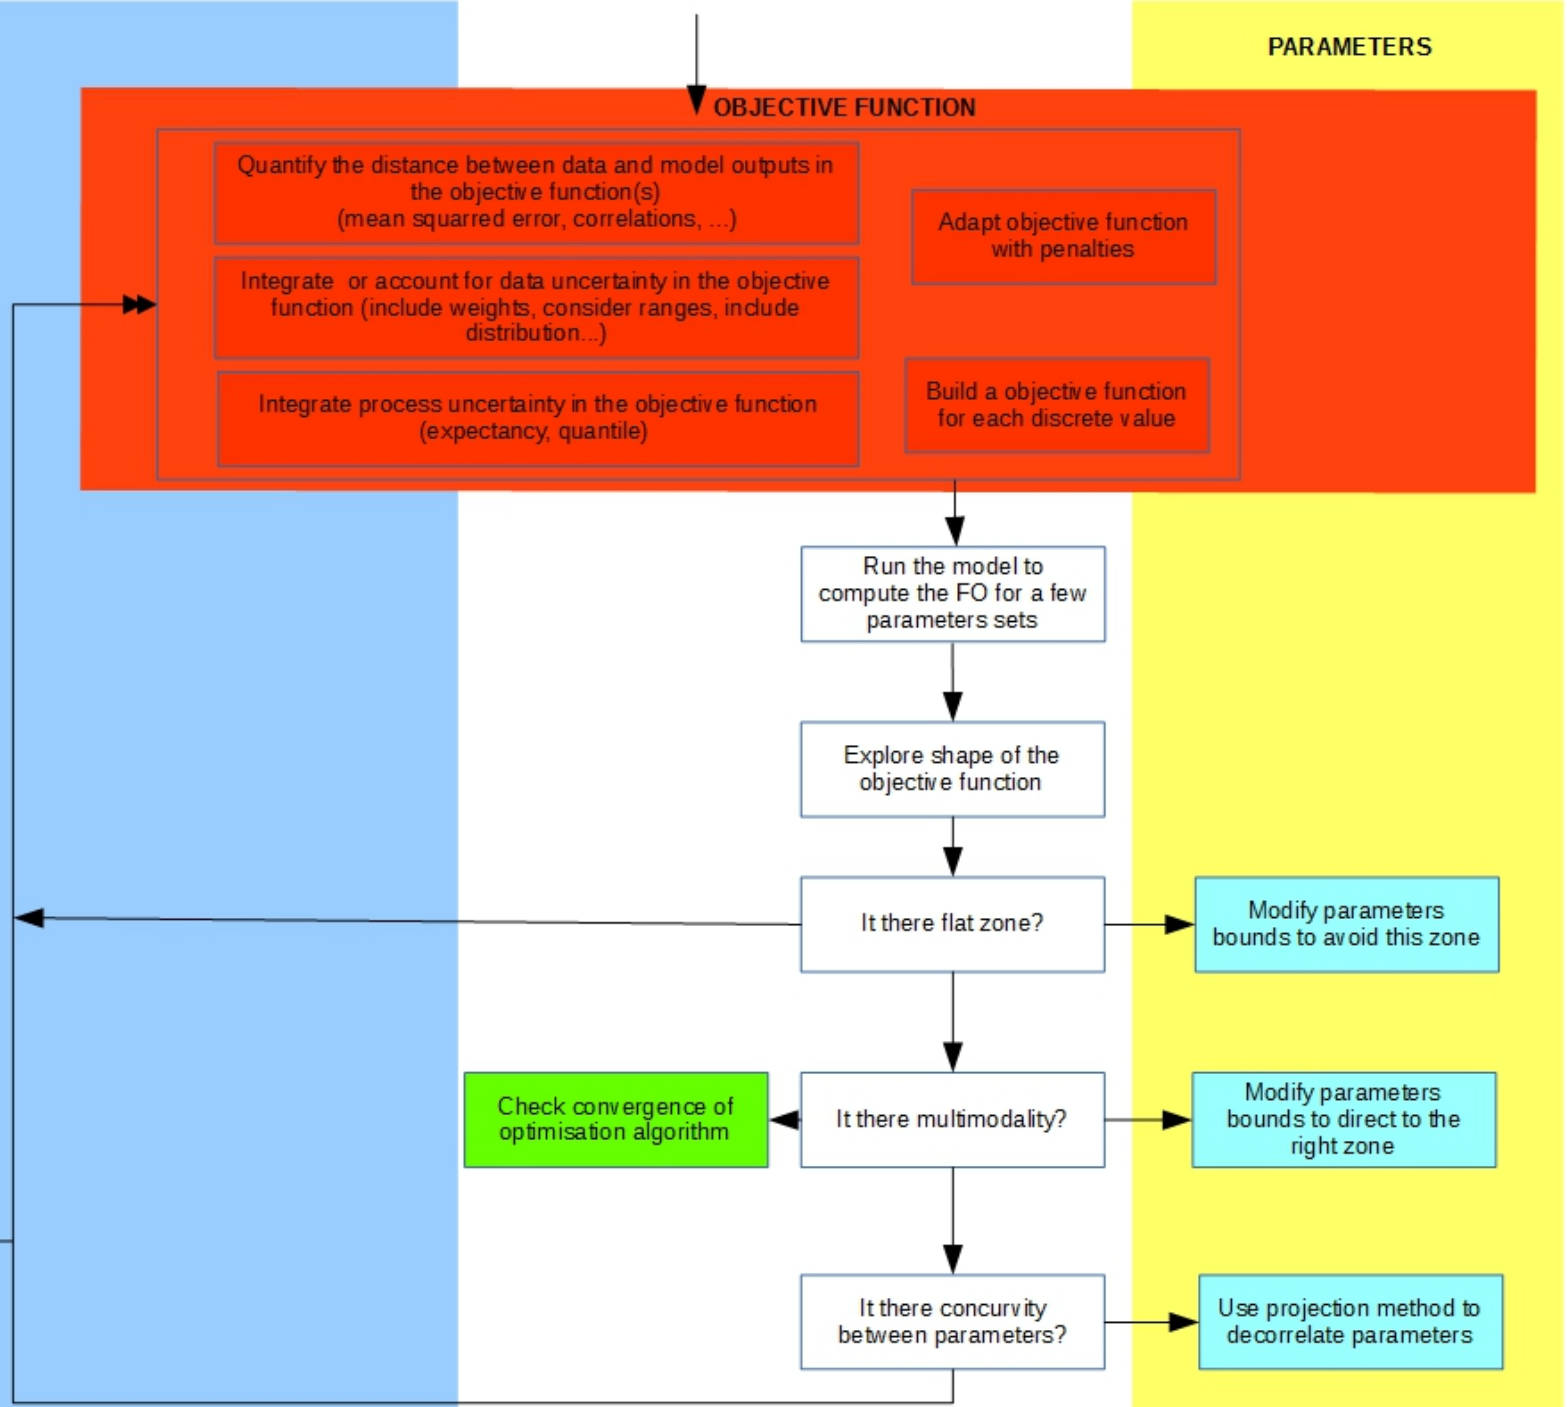 PARAMETERS
OBJECTIVE FUNCTION
Quantify the distance between data and model outputs in
the objective function(s)
(mean squarred error, correlations, ...)
Adapt objective function
with penalties
Integrate  or account for data uncertainty in the objective
function (include weights, consider ranges, include
distribution...)
Build a objective function
for each discrete value
Integrate process uncertainty in the objective function
(expectancy, quantile)
Run the model to
compute the FO for a few
parameters sets
Explore shape of the
objective function
It there flat zone?
Modify parameters
bounds to avoid this zone
Check convergence of
optimisation algorithm
It there multimodality?
Modify parameters
bounds to direct to the
right zone
It there concurvity
between parameters?
Use projection method to
decorrelate parameters